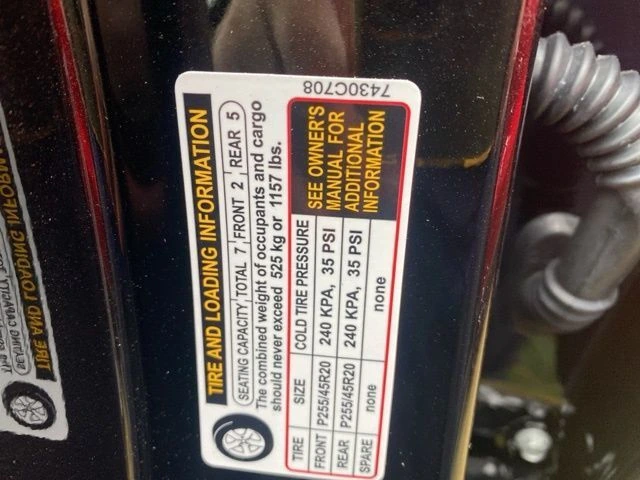 TIRE AND LOADING INFORMATION
SEATING CAPACITY TOTAL 7 FRONT 2 REAR 5
The combined weight of occupants and cargo
should never exceed 525 kg or 1157 lbs.
TIRE SIZE COLD TIRE PRESSURE
FRONT P255/45R20 240 KPA, 35 PSI
REAR P255/45R20 240 KPA, 35 PSI
SPARE none none
SEE OWNER'S
MANUAL FOR
ADDITIONAL
INFORMATION
7430C708
TIRE AND LOADING INFORM
SEATING CAPACITY